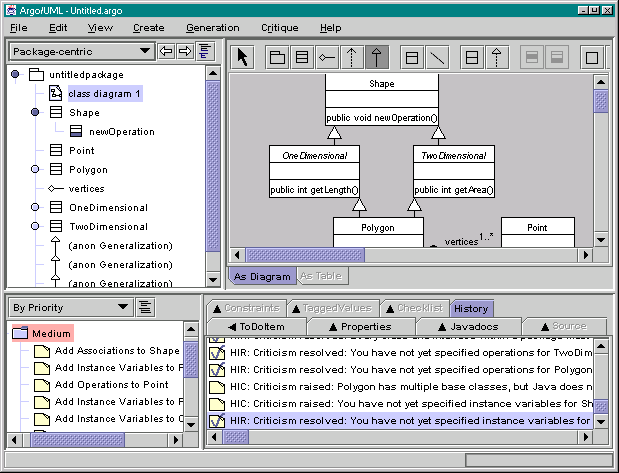 Argo/UML - Untitled.argo
File Edit View Create Generation Critique Help
Package-centric
untitledpackage
class diagram 1
Shape
newOperation
Point
Polygon
vertices
OneDimensional
TwoDimensional
(anon Generalization)
(anon Generalization)
(anon Generalization)
Shape
public void newOperation()
OneDimensional
TwoDimensional
public int getLength()
public int getArea()
Polygon
vertices
1..*
Point
As Diagram As Table
By Priority
Medium
Add Associations to Shape
Add Instance Variables to
Add Operations to Point
Add Instance Variables to
Add Instance Variables to
Constraints TaggedValues Checklist History
ToDoItem Properties Javadocs Source
HIR: Criticism resolved: You have not yet specified operations for TwoDim
HIR: Criticism resolved: You have not yet specified operations for Polygon
HIC: Criticism raised: Polygon has multiple base classes, but Java does n
HIC: Criticism raised: You have not yet specified instance variables for Sh
HIR: Criticism resolved: You have not yet specified instance variables for